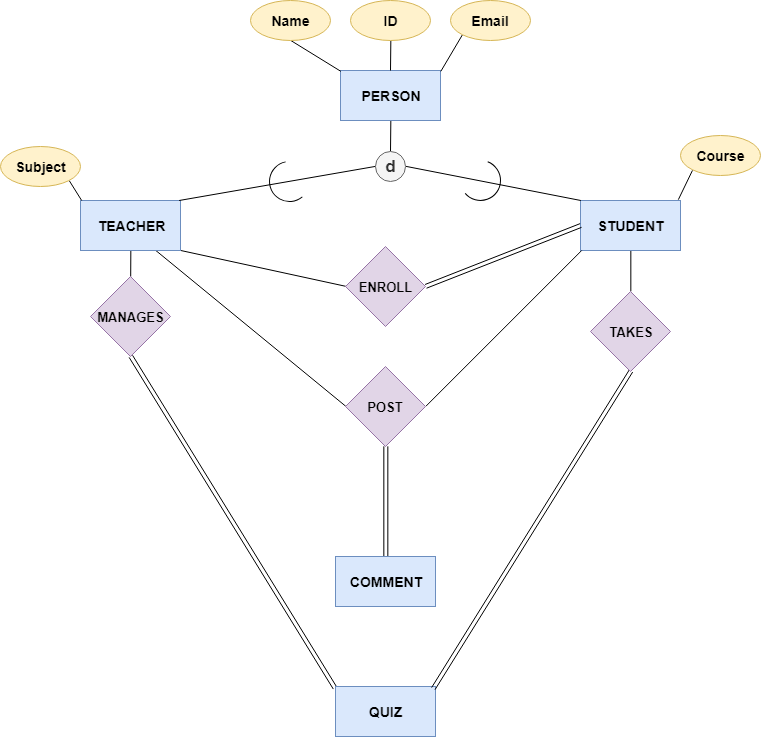 Name
ID
Email
PERSON
Subject
d
Course
TEACHER
STUDENT
ENROLL
MANAGES
TAKES
POST
COMMENT
QUIZ